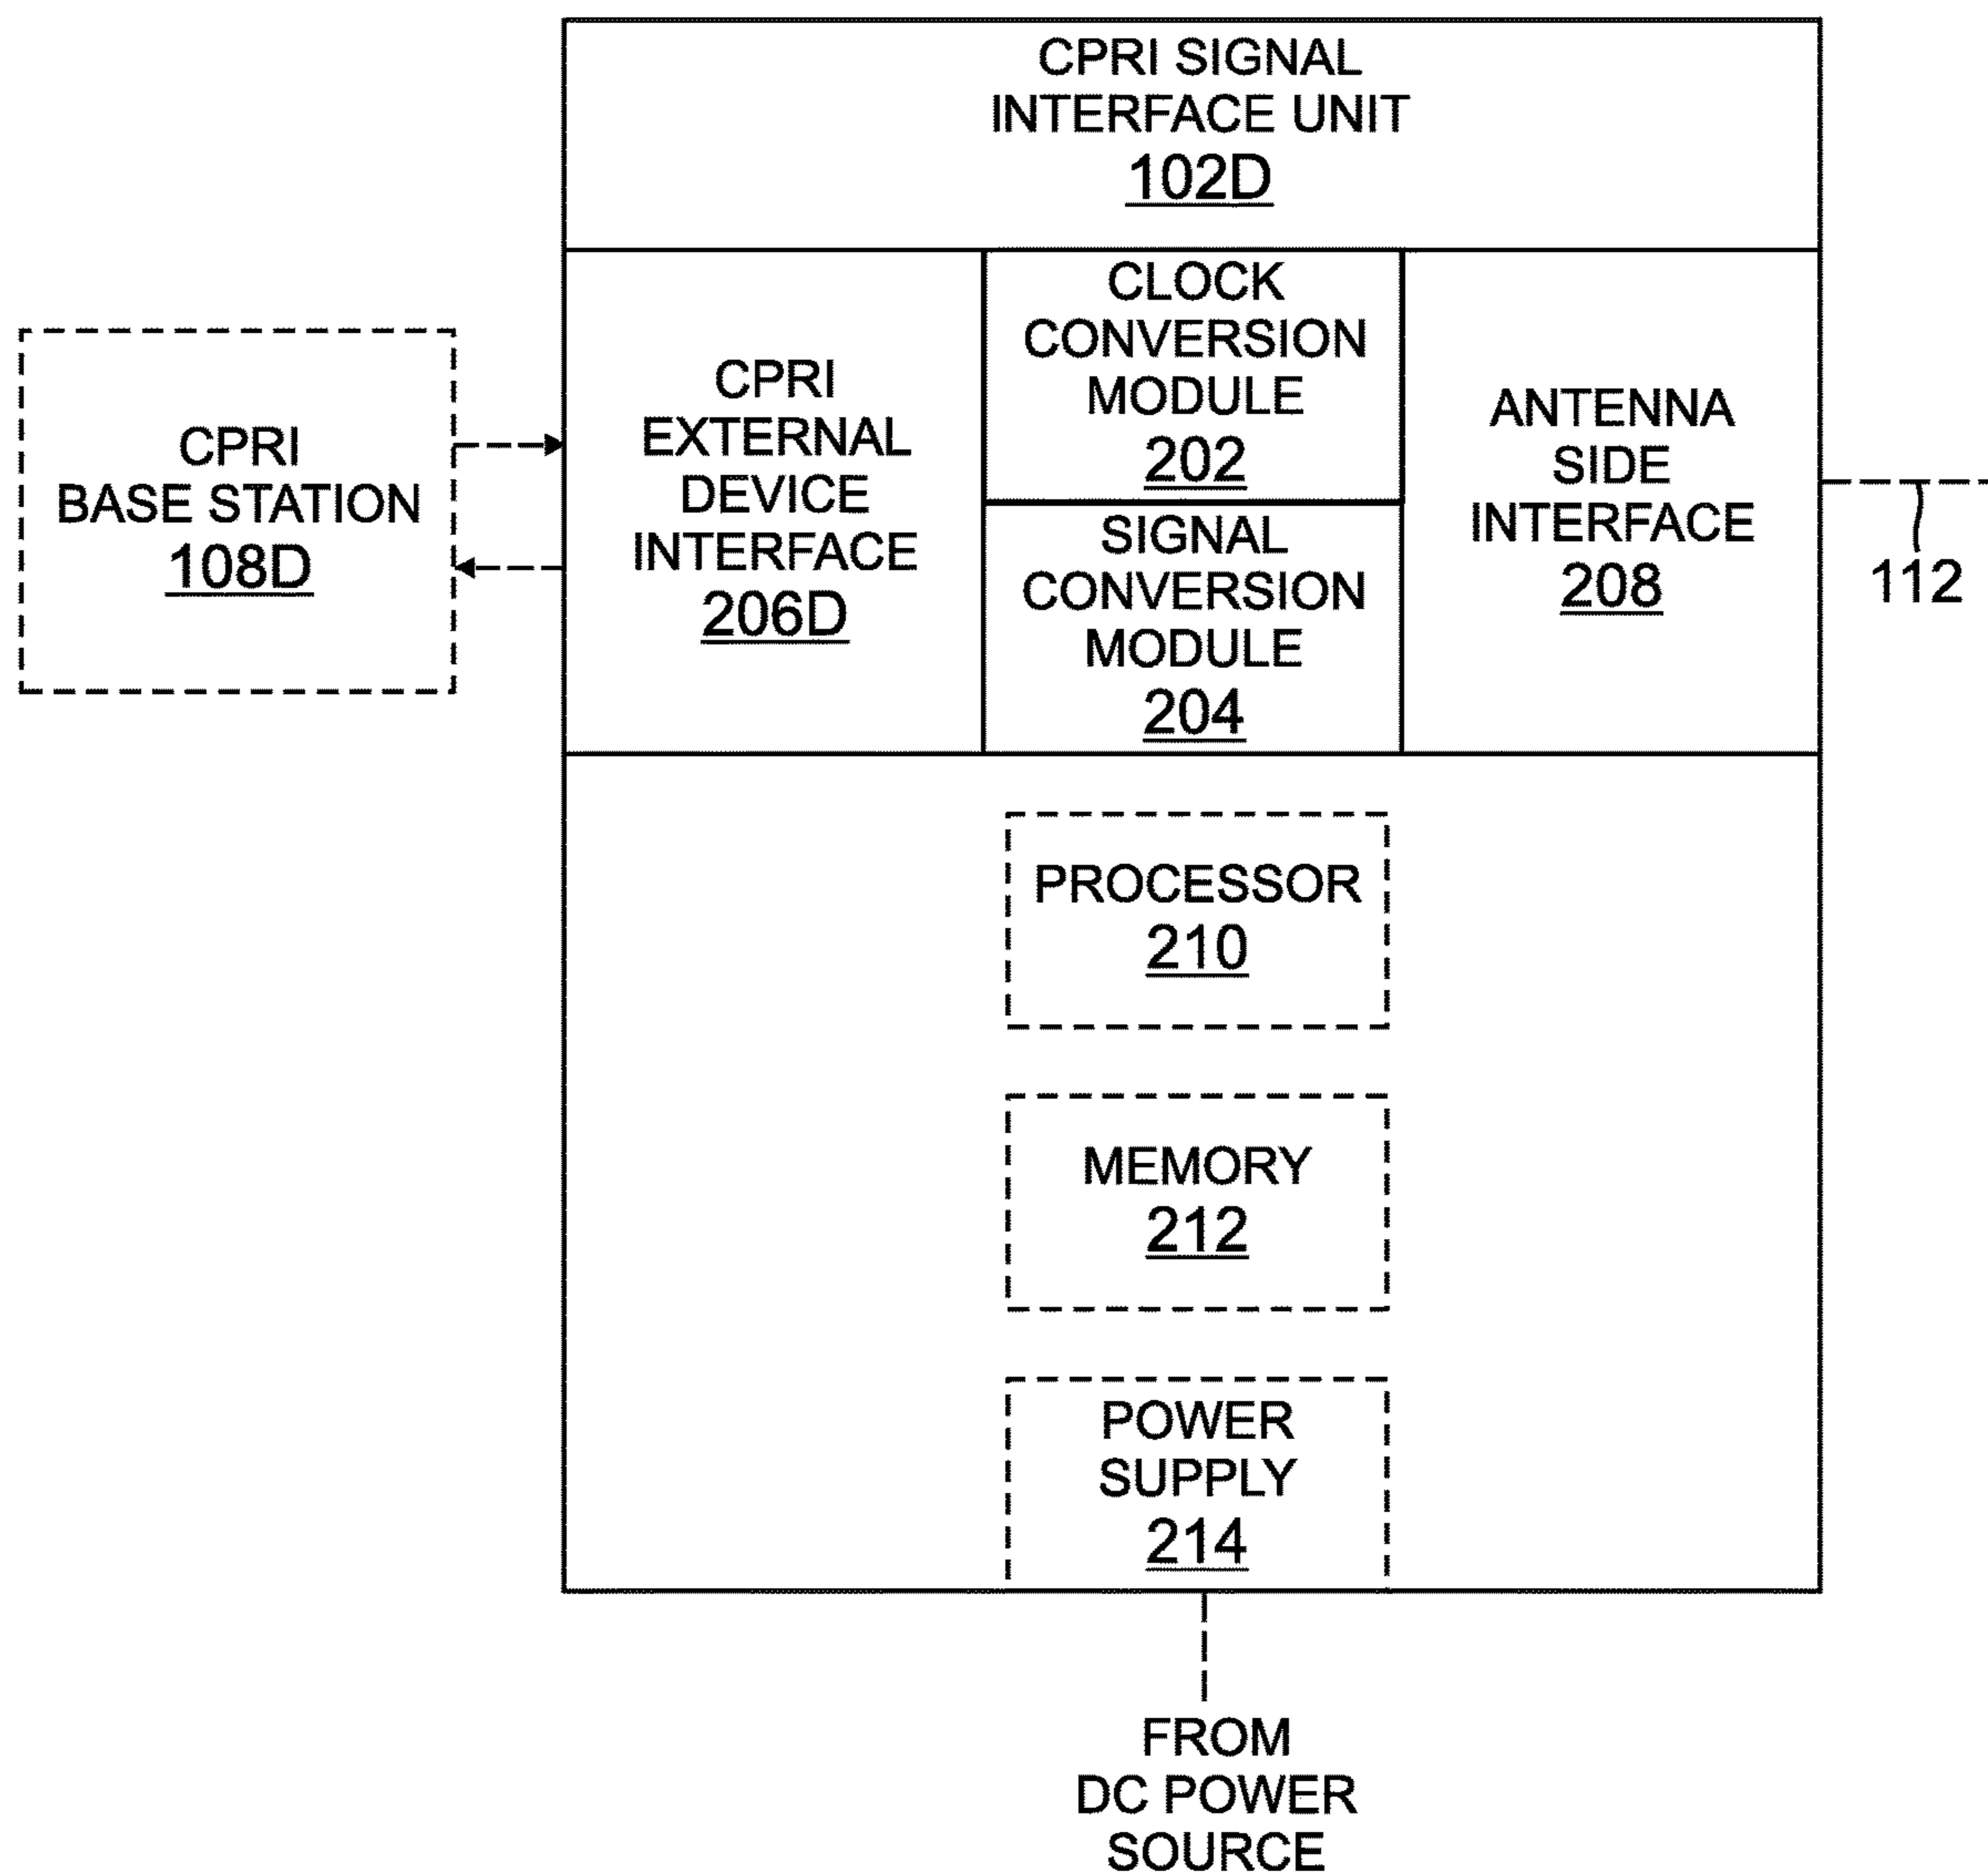 CPRI SIGNAL
INTERFACE UNIT
102D
CPRI
BASE STATION
108D
CPRI
EXTERNAL
DEVICE
INTERFACE
206D
CLOCK
CONVERSION
MODULE
202
SIGNAL
CONVERSION
MODULE
204
ANTENNA
SIDE
INTERFACE
208
112
PROCESSOR
210
MEMORY
212
POWER
SUPPLY
214
FROM
DC POWER
SOURCE